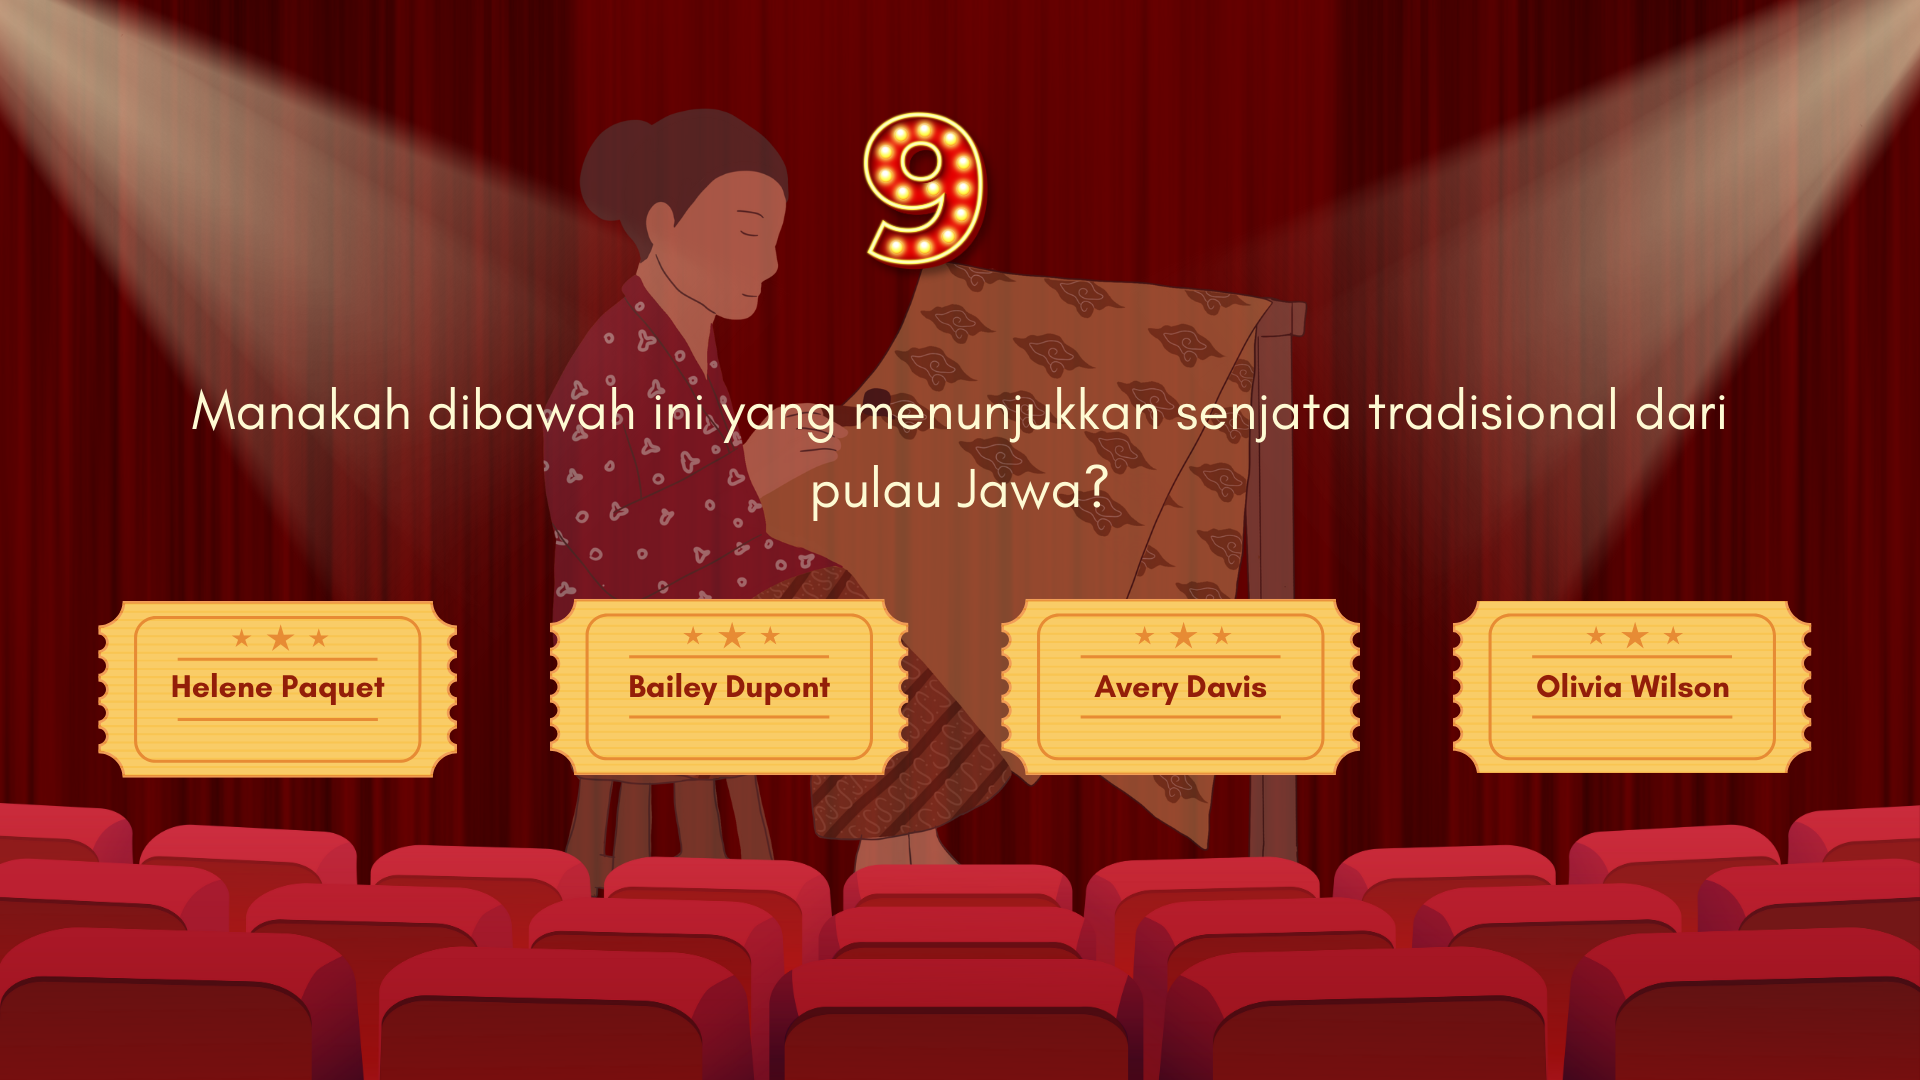 9
Manakah dibawah ini yang menunjukkan senjata tradisional dari
pulau Jawa?
Helene Paquet
Bailey Dupont
Avery Davis
Olivia Wilson